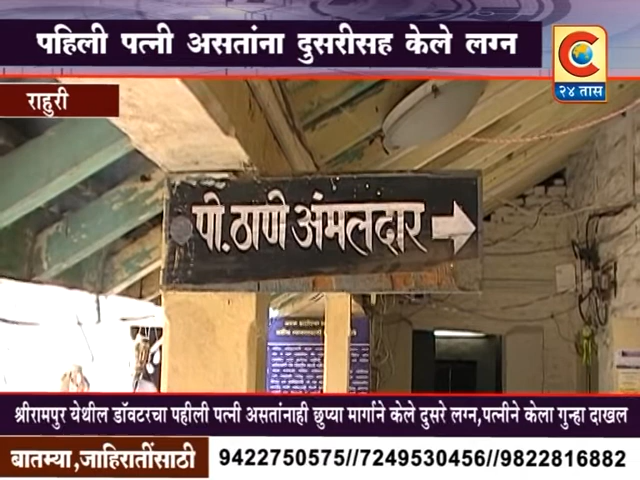 पहिली पत्नी असतांना दुसरीसह केले लग्न
C
२४ तास
राहुरी
पी.ठाणे अंमलदार
श्रीरामपुर येथील डॉक्टरचा पहीली पत्नी असतांनाही छुप्या मार्गाने केले दुसरे लग्न,पत्नीने केला गुन्हा दाखल
बातम्या,जाहिरातींसाठी
9422750575//7249530456//9822816882